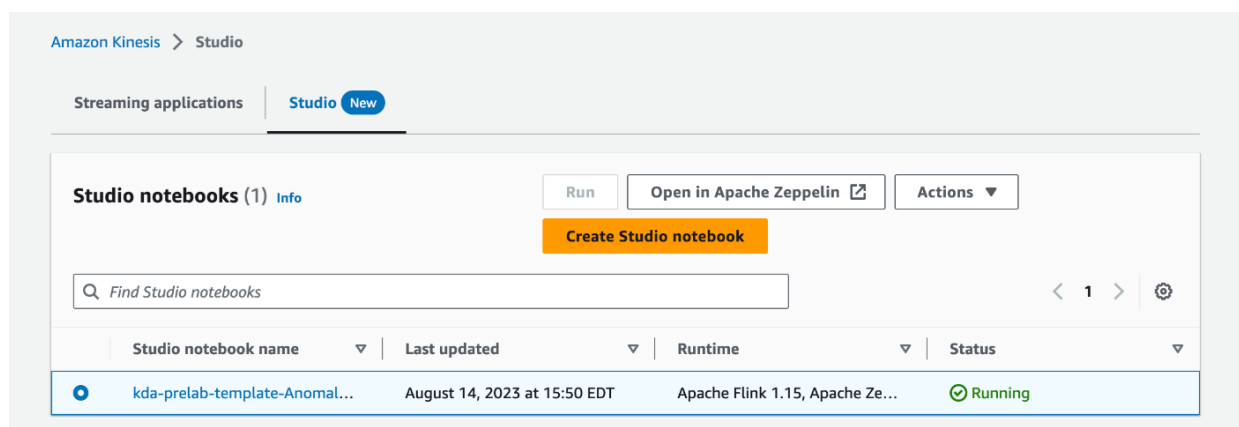 Amazon Kinesis > Studio
Streaming applications Studio New
Studio notebooks (1) Info Run Open in Apache Zeppelin Actions
Create Studio notebook
Find Studio notebooks 1
Studio notebook name Last updated Runtime Status
kda-prelab-template-Anomal... August 14, 2023 at 15:50 EDT Apache Flink 1.15, Apache Ze... Running